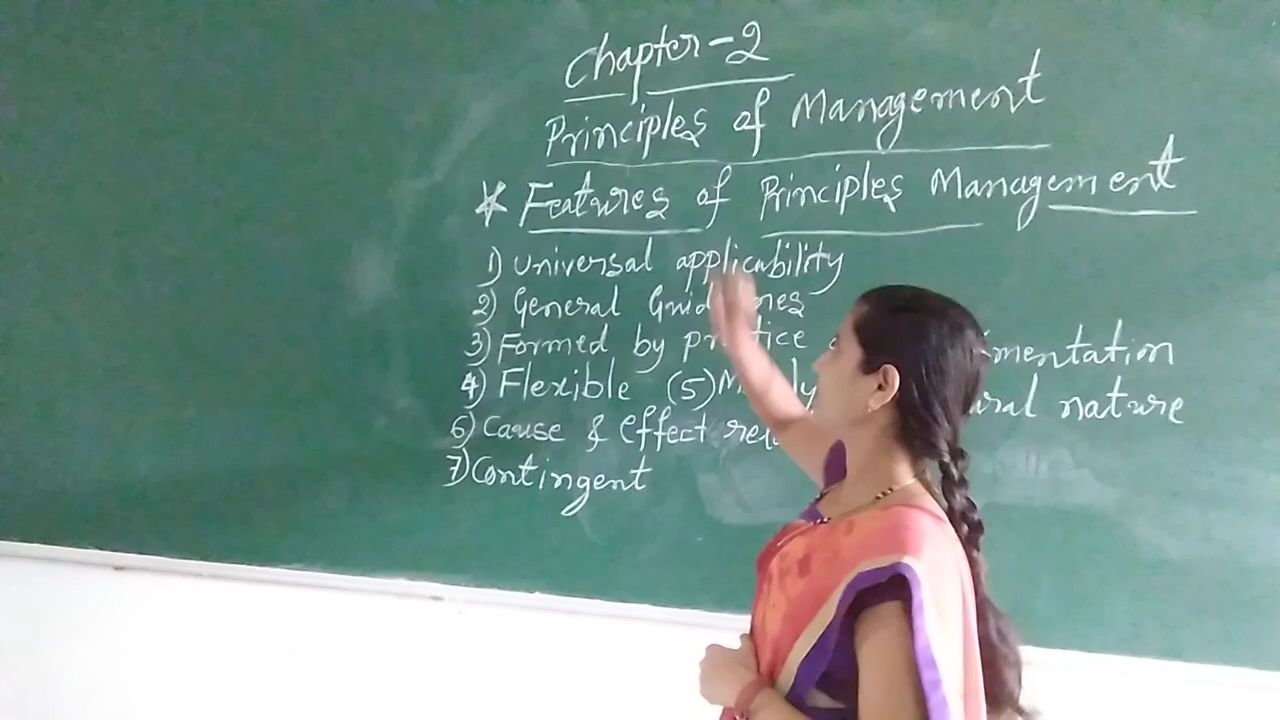 Chapter-2
Principles of Management
* Features of Principles Management
1) Universal applicability
2) General
3) Formed by
4) Flexible (5) nature
6) Cause & effect
7) Contingent